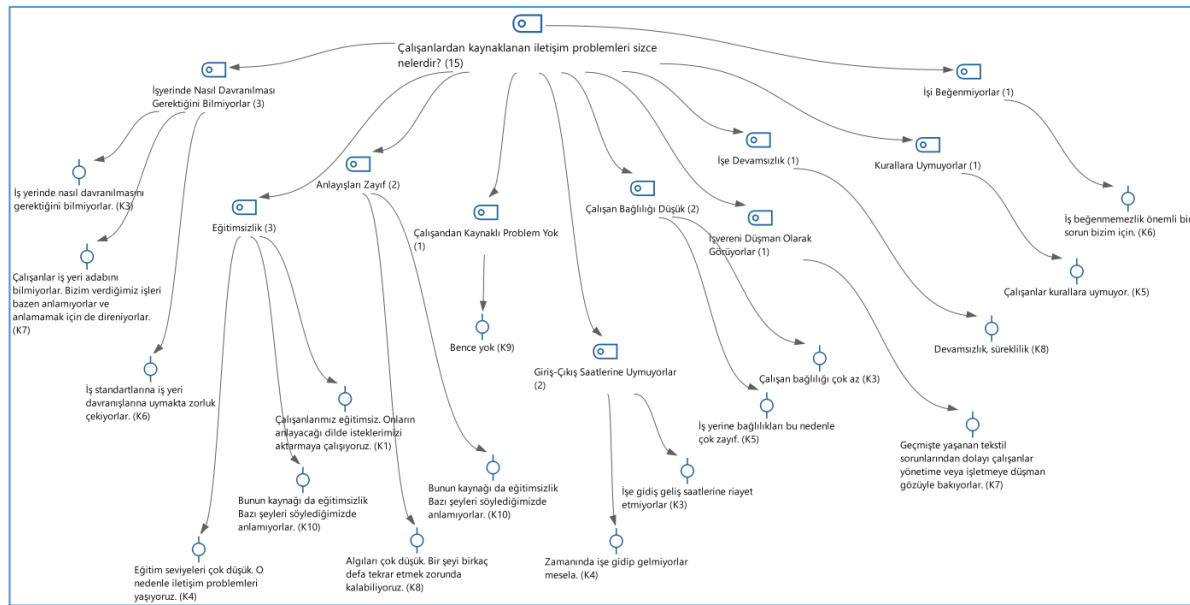 Çalışanlardan kaynaklanan iletişim problemleri sizce
nelerdir? (15)
İşyerinde Nasıl Davranılması
Gerektiğini Bilmiyorlar (3)
İşi Beğenmiyorlar (1)
İşe Devamsızlık (1)
Kurallara Uymuyorlar (1)
Anlayışları Zayıf (2)
İş yerinde nasıl davranılmasını
gerektiğini bilmiyorlar. (K3)
Eğitimsizlik (3)
Çalışandan Kaynaklı Problem Yok
(1)
Çalışan Bağlılığı Düşük (2)
İşvereni Düşman Olarak
Görüyorlar (1)
İş beğenmemezlik önemli bir
sorun bizim için. (K6)
Çalışanlar iş yeri adabını
bilmiyorlar. Bizim verdiğimiz işleri
bazen anlamıyorlar ve
anlamamak için de direniyorlar.
(K7)
Çalışanlar kurallara uymuyor. (K5)
Bence yok (K9)
Devamsızlık, süreklilik (K8)
Giriş-Çıkış Saatlerine Uymuyorlar
(2)
Çalışan bağlılığı çok az (K3)
İş standartlarına iş yeri
davranışlarına uymakta zorluk
çekiyorlar. (K6)
Çalışanlarımız eğitimsiz. Onların
anlayacağı dilde isteklerimizi
aktarmaya çalışıyoruz. (K1)
İş yerine bağlılıkları bu nedenle
çok zayıf. (K5)
Geçmişte yaşanan tekstil
sorunlarından dolayı çalışanlar
yönetime veya işletmeye düşman
gözüyle bakıyorlar. (K7)
Bunun kaynağı da eğitimsizlik
Bazı şeyleri söylediğimizde
anlamıyorlar. (K10)
Bunun kaynağı da eğitimsizlik
Bazı şeyleri söylediğimizde
anlamıyorlar. (K10)
İşe gidiş geliş saatlerine riayet
etmiyorlar (K3)
Eğitim seviyeleri çok düşük. O
nedenle iletişim problemleri
yaşıyoruz. (K4)
Algıları çok düşük. Bir şeyi birkaç
defa tekrar etmek zorunda
kalabiliyoruz. (K8)
Zamanında işe gidip gelmiyorlar
mesela. (K4)